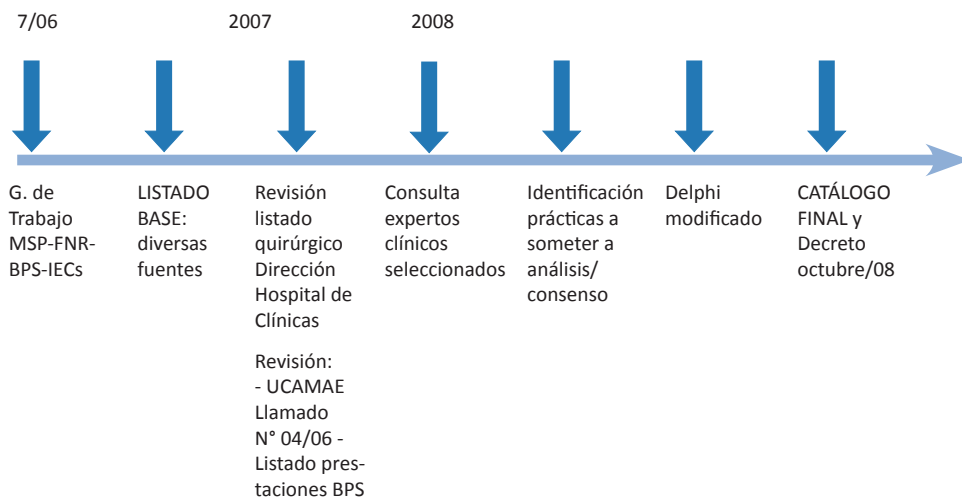 7/06
2007
2008
G. de
Trabajo
MSP-FNR-
BPS-IECs
LISTADO
BASE:
diversas
fuentes
Revisión
listado
quirúrgico
Dirección
Hospital de
Clínicas
Revisión:
- UCAMAE
Llamado
N° 04/06 -
Listado pres-
taciones BPS
Consulta
expertos
clínicos
seleccionados
Identificación
prácticas a
someter a
análisis/
consenso
Delphi
modificado
CATÁLOGO
FINAL y
Decreto
octubre/08